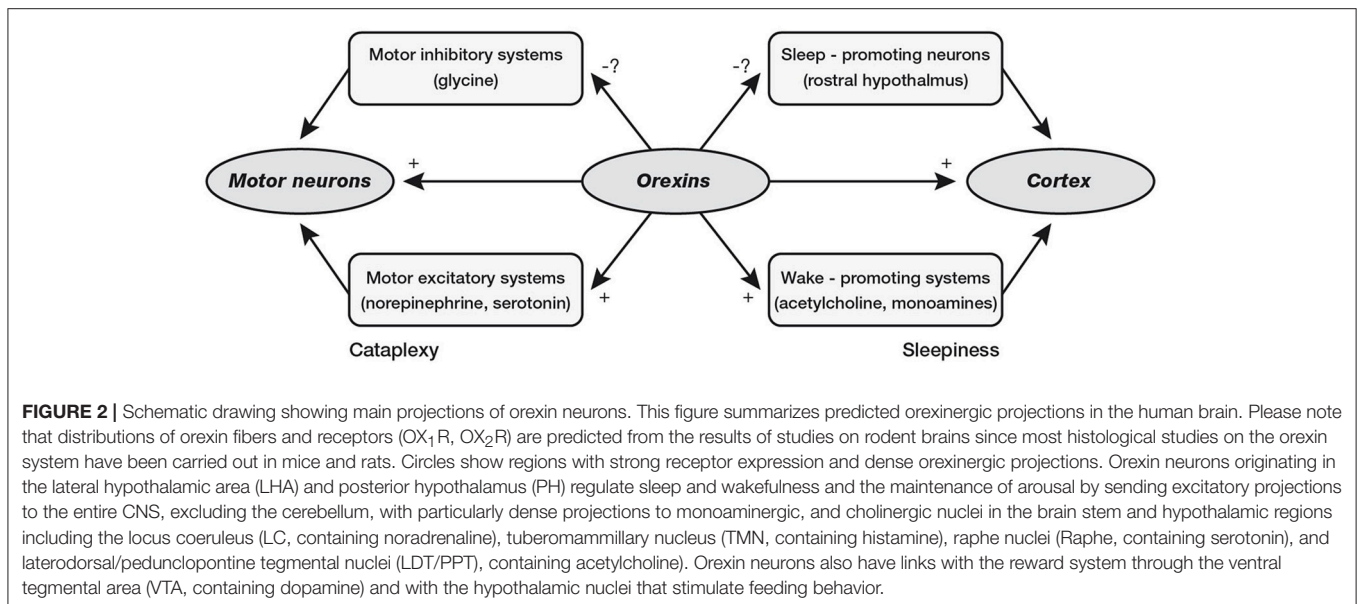 Motor inhibitory systems
(glycine)
-?
-?
Sleep - promoting neurons
(rostral hypothalmus)
Motor neurons
+
Orexins
+
Cortex
Motor excitatory systems
(norepinephrine, serotonin)
+
+
Wake - promoting systems
(acetylcholine, monoamines)
Cataplexy
Sleepiness
FIGURE 2 | Schematic drawing showing main projections of orexin neurons. This figure summarizes predicted orexinergic projections in the human brain. Please note
that distributions of orexin fibers and receptors (OX₁R, OX₂R) are predicted from the results of studies on rodent brains since most histological studies on the orexin
system have been carried out in mice and rats. Circles show regions with strong receptor expression and dense orexinergic projections. Orexin neurons originating in
the lateral hypothalamic area (LHA) and posterior hypothalamus (PH) regulate sleep and wakefulness and the maintenance of arousal by sending excitatory projections
to the entire CNS, excluding the cerebellum, with particularly dense projections to monoaminergic, and cholinergic nuclei in the brain stem and hypothalamic regions
including the locus coeruleus (LC, containing noradrenaline), tuberomammillary nucleus (TMN, containing histamine), raphe nuclei (Raphe, containing serotonin), and
laterodorsal/pedunclopontine tegmental nuclei (LDT/PPT), containing acetylcholine). Orexin neurons also have links with the reward system through the ventral
tegmental area (VTA, containing dopamine) and with the hypothalamic nuclei that stimulate feeding behavior.